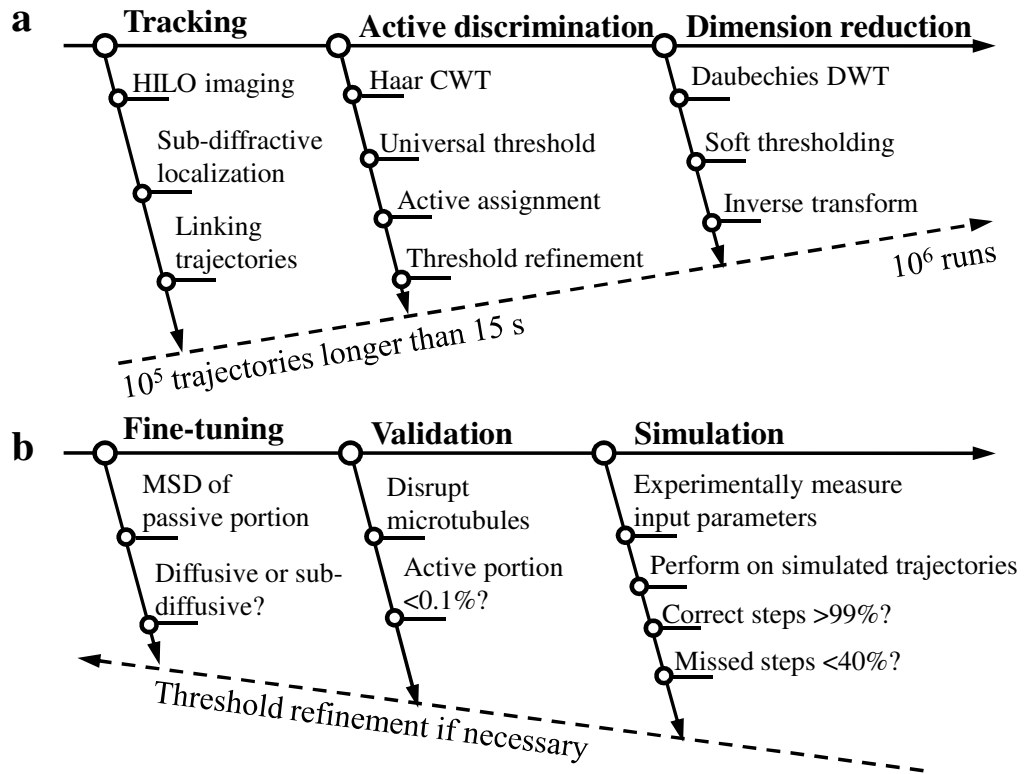 a
Tracking
HILO imaging
Sub-diffractive
localization
Linking
trajectories
Active discrimination
Haar CWT
Universal threshold
Active assignment
Threshold refinement
Dimension reduction
Daubechies DWT
Soft thresholding
Inverse transform
10⁵ trajectories longer than 15 s
10⁶ runs
b
Fine-tuning
MSD of
passive portion
Diffusive or sub-
diffusive?
Validation
Disrupt
microtubules
Active portion
<0.1%?
Simulation
Experimentally measure
input parameters
Perform on simulated trajectories
Correct steps >99%?
Missed steps <40%?
Threshold refinement if necessary